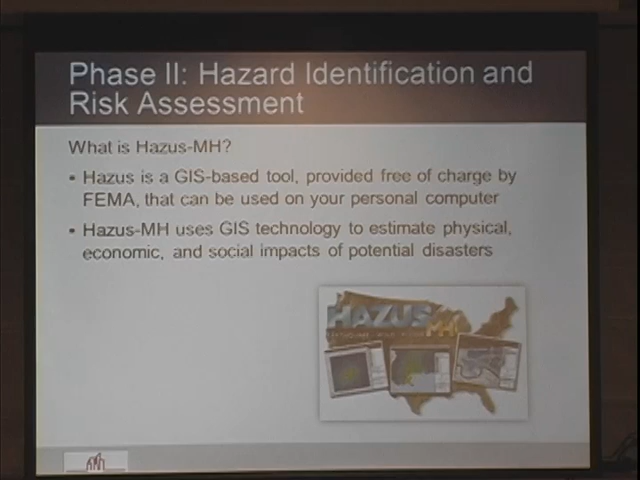 Phase II: Hazard Identification and
Risk Assessment
What is Hazus-MH?
• Hazus is a GIS-based tool, provided free of charge by
FEMA, that can be used on your personal computer
• Hazus-MH uses GIS technology to estimate physical,
economic, and social impacts of potential disasters
HAZUS
MH